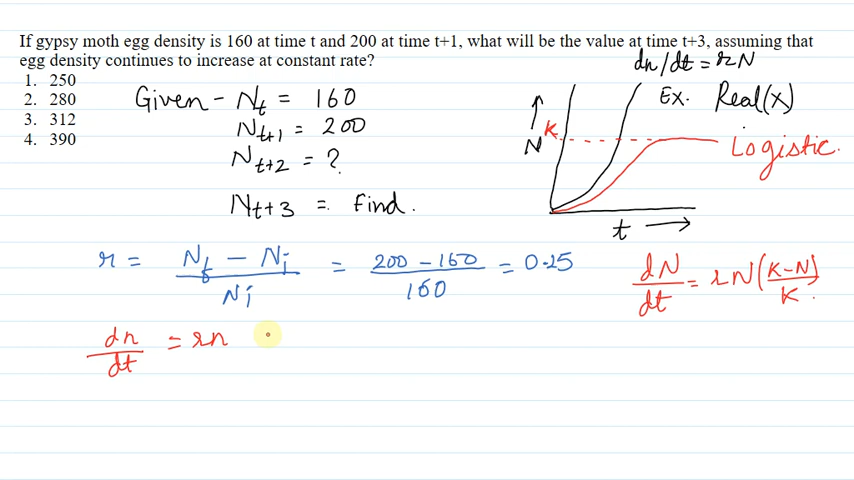 If gypsy moth egg density is 160 at time t and 200 at time t+1, what will be the value at time t+3, assuming that
egg density continues to increase at constant rate?
1. 250
2. 280
3. 312
4. 390
Given - Nt = 160
Nt+1 = 200
Nt+2 = ?
Nt+3 = Find.
dn/dt = rN
Ex. Real(x)
K
N
Logistic.
t
r = Nf - Ni / Ni = 200 - 160 / 160 = 0.25
dN/dt = rN(K-N/K).
dn/dt = rn